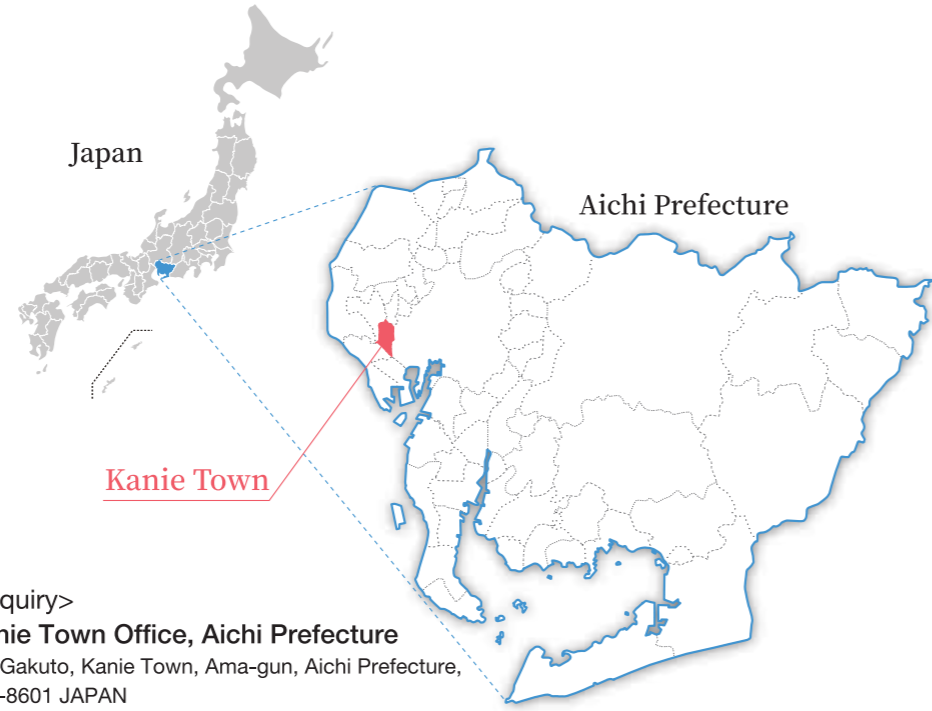 Japan
Aichi Prefecture
Kanie Town
quiry>
nie Town Office, Aichi Prefecture
Gakuto, Kanie Town, Ama-gun, Aichi Prefecture,
-8601 JAPAN